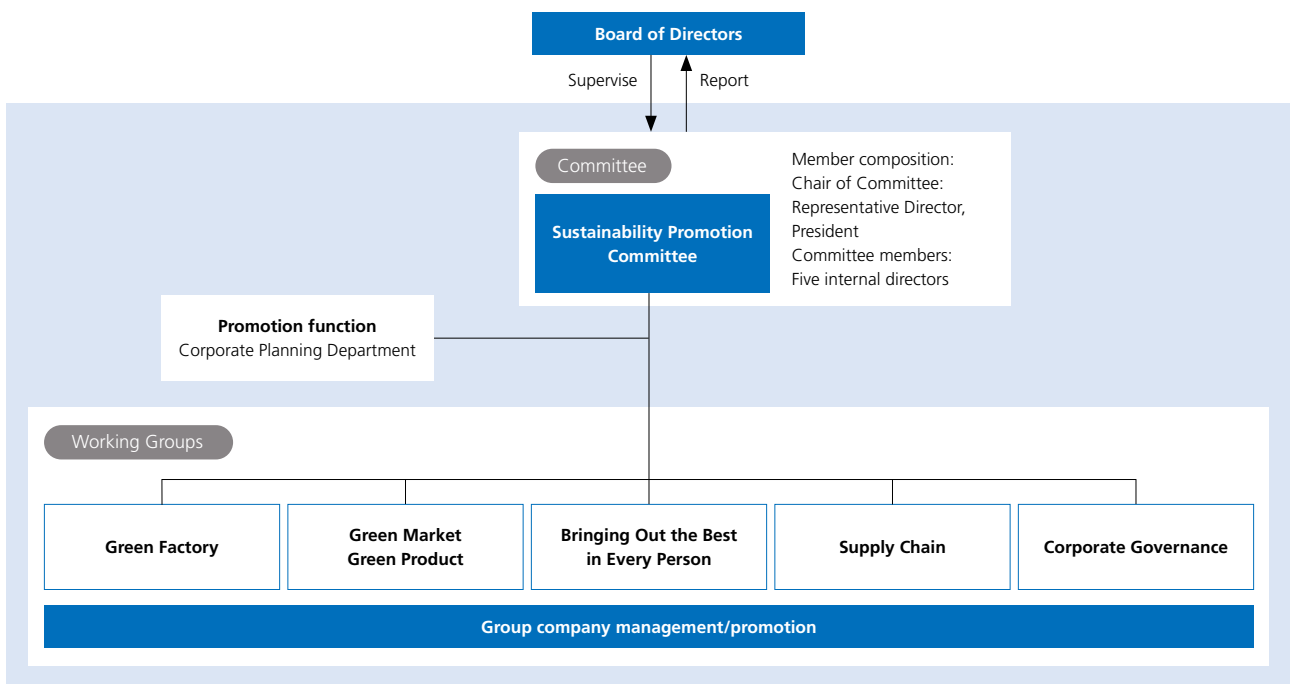 Board of Directors
Supervise
Report
Committee
Sustainability Promotion
Committee
Member composition:
Chair of Committee:
Representative Director,
President
Committee members:
Five internal directors
Promotion function
Corporate Planning Department
Working Groups
Green Factory
Green Market
Green Product
Bringing Out the Best
in Every Person
Supply Chain
Corporate Governance
Group company management/promotion